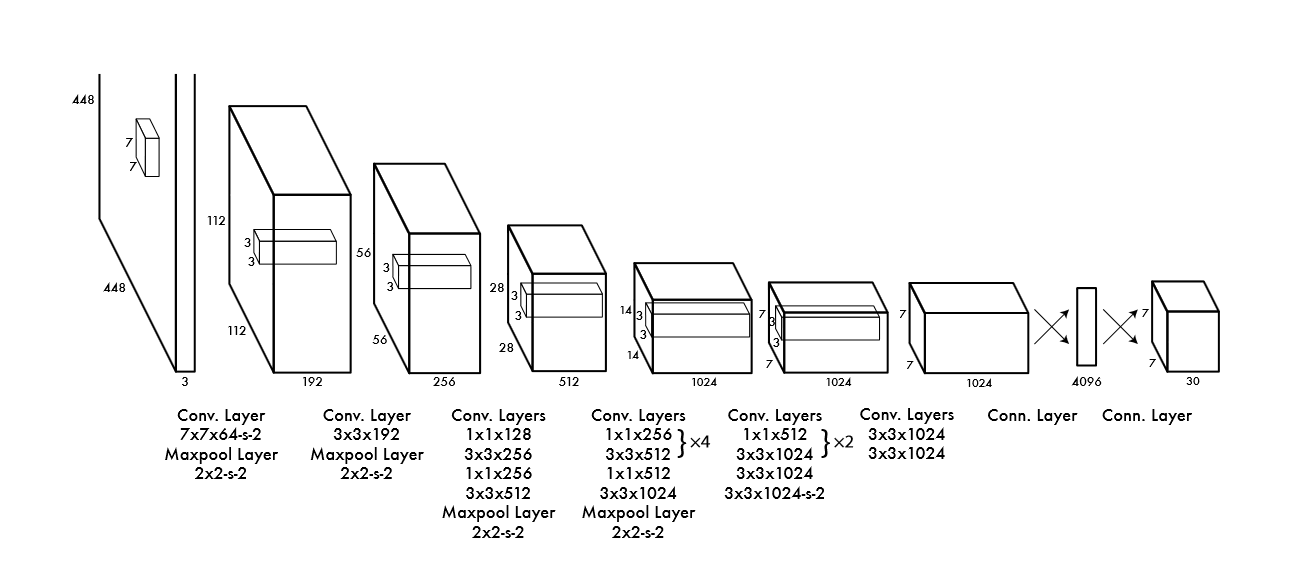 448
7
7
448
3
112
3
3
112
192
56
3
3
56
256
28
3
3
28
512
14
3
3
14
1024
7
3
3
7
1024
7
7
1024
4096
7
7
30
Conv. Layer
7x7x64-s-2
Maxpool Layer
2x2-s-2
Conv. Layer
3x3x192
Maxpool Layer
2x2-s-2
Conv. Layers
1x1x128
3x3x256
1x1x256
3x3x512
Maxpool Layer
2x2-s-2
Conv. Layers
1x1x256
3x3x512
}×4
1x1x512
3x3x1024
Maxpool Layer
2x2-s-2
Conv. Layers
1x1x512
3x3x1024
}×2
3x3x1024
3x3x1024-s-2
Conv. Layers
3x3x1024
3x3x1024
Conn. Layer
Conn. Layer